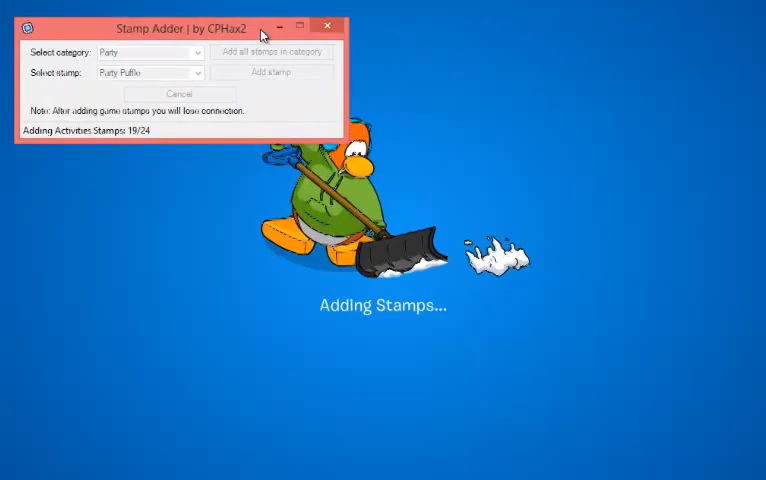 Stamp Adder | by CPHax2
Select category: Party Add all stamps in category
Select stamp: Party Puffle Add stamp
Cancel
Note: After adding game stamps you will lose connection.
Adding Activities Stamps: 19/24
Adding Stamps...